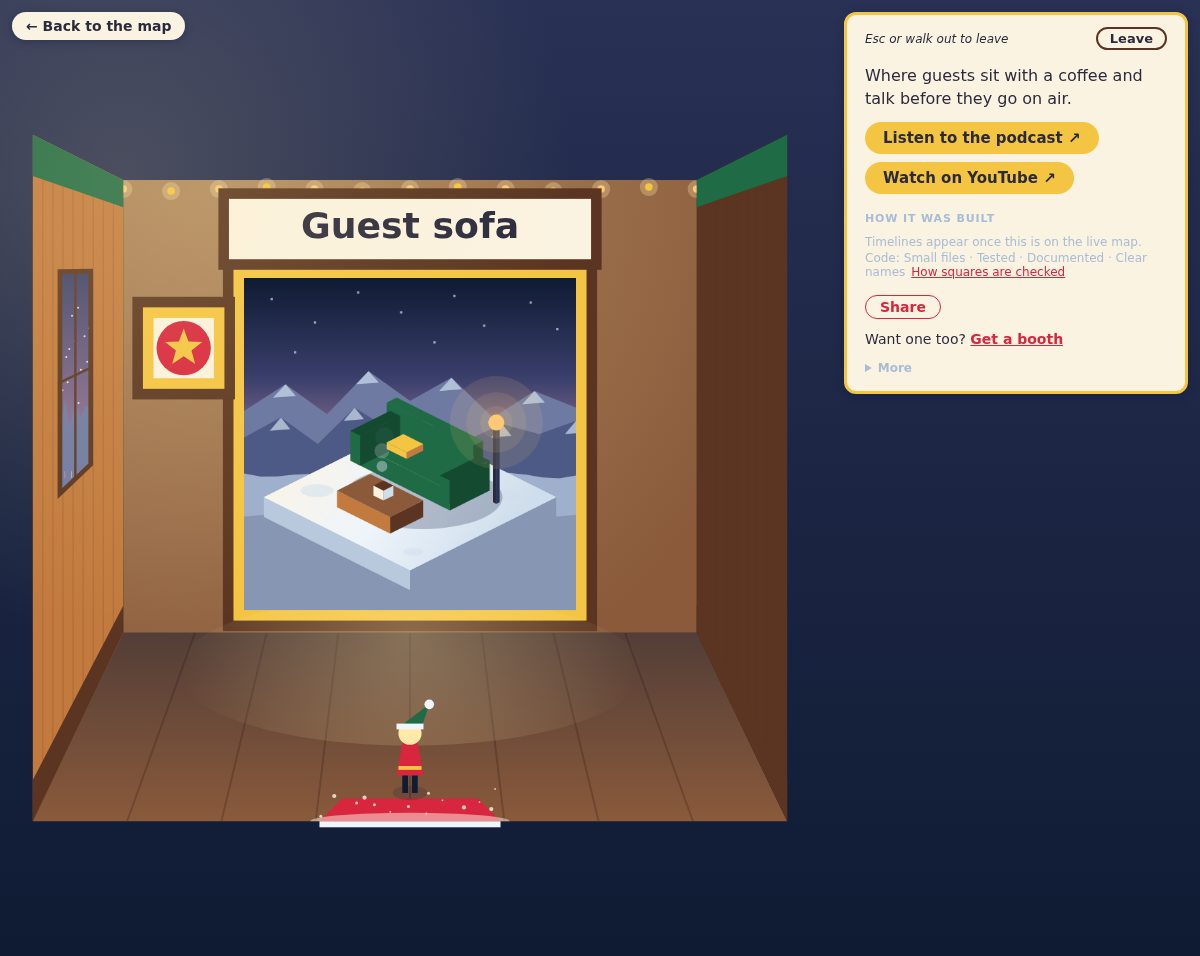 ← Back to the map
Esc or walk out to leave
Leave
Where guests sit with a coffee and
talk before they go on air.
Listen to the podcast ↗
Watch on YouTube ↗
HOW IT WAS BUILT
Timelines appear once this is on the live map.
Code: Small files · Tested · Documented · Clear
names How squares are checked
Share
Want one too? Get a booth
More
Guest sofa